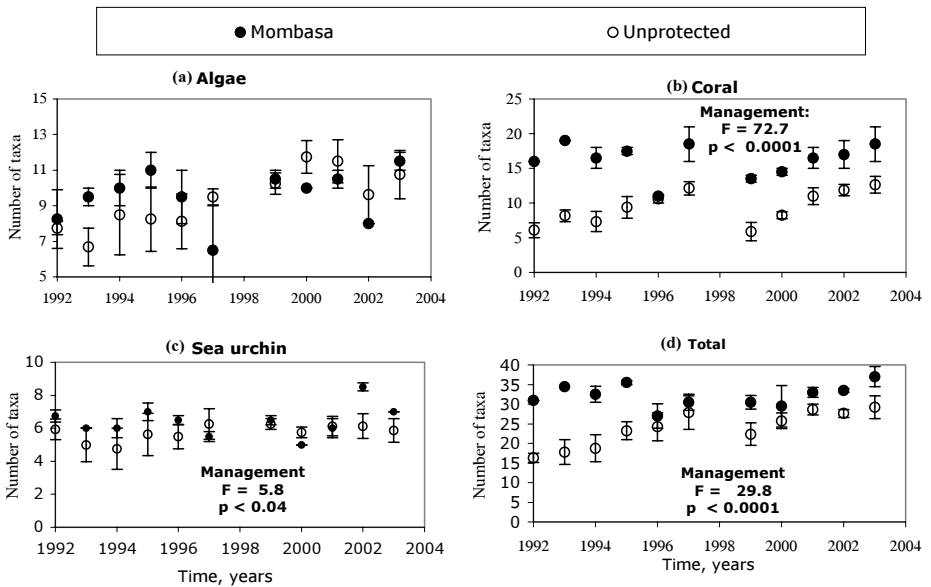 Mombasa
Unprotected
(a) Algae
Number of taxa
15
13
11
9
7
5
1992 1994 1996 1998 2000 2002 2004
(b) Coral
Management:
F = 72.7
p < 0.0001
Number of taxa
25
20
15
10
5
0
1992 1994 1996 1998 2000 2002 2004
(c) Sea urchin
Number of taxa
10
8
6
4
2
0
Management
F = 5.8
p < 0.04
1992 1994 1996 1998 2000 2002 2004
Time, years
(d) Total
Number of taxa
40
35
30
25
20
15
10
5
0
Management
F = 29.8
p < 0.0001
1992 1994 1996 1998 2000 2002 2004
Time, years